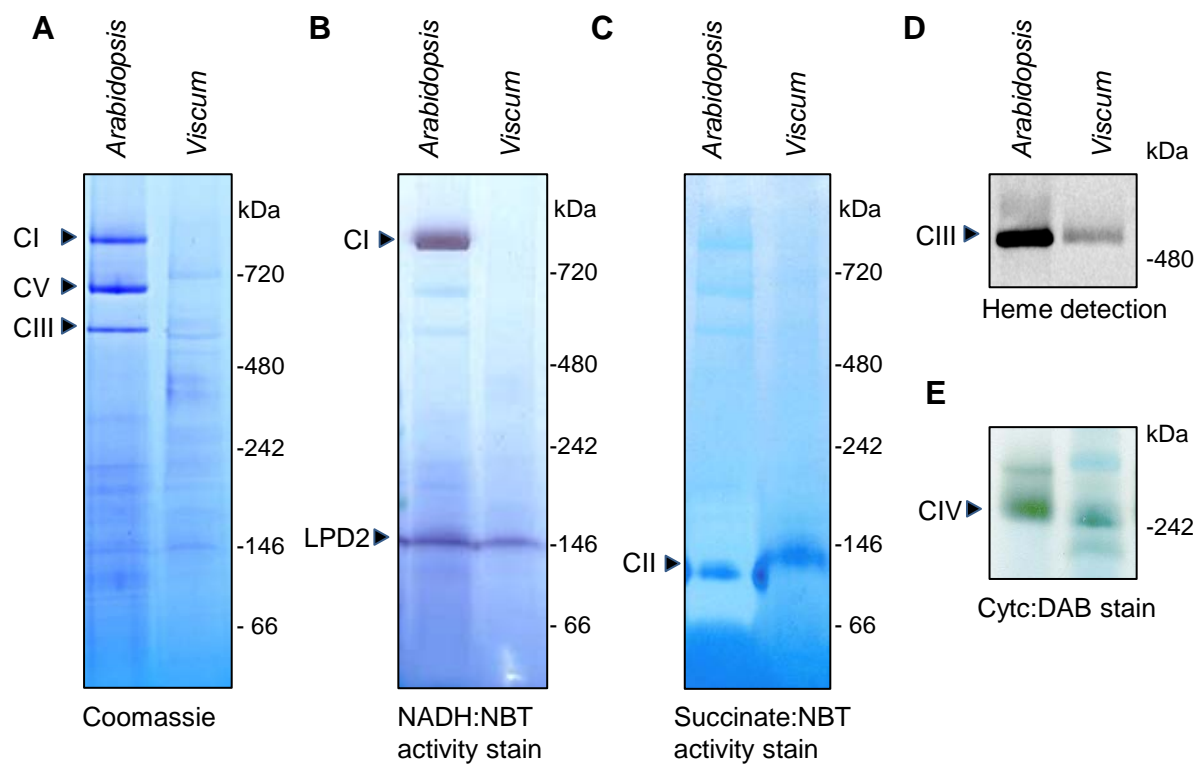 A
Arabidopsis
Viscum
kDa
CI
CV
CIII
-720
-480
-242
-146
- 66
Coomassie
B
Arabidopsis
Viscum
kDa
CI
-720
-480
-242
LPD2
-146
- 66
NADH:NBT
activity stain
C
Arabidopsis
Viscum
kDa
-720
-480
-242
-146
CII
- 66
Succinate:NBT
activity stain
D
Arabidopsis
Viscum
kDa
CIII
-480
Heme detection
E
kDa
CIV
-242
Cytc:DAB stain